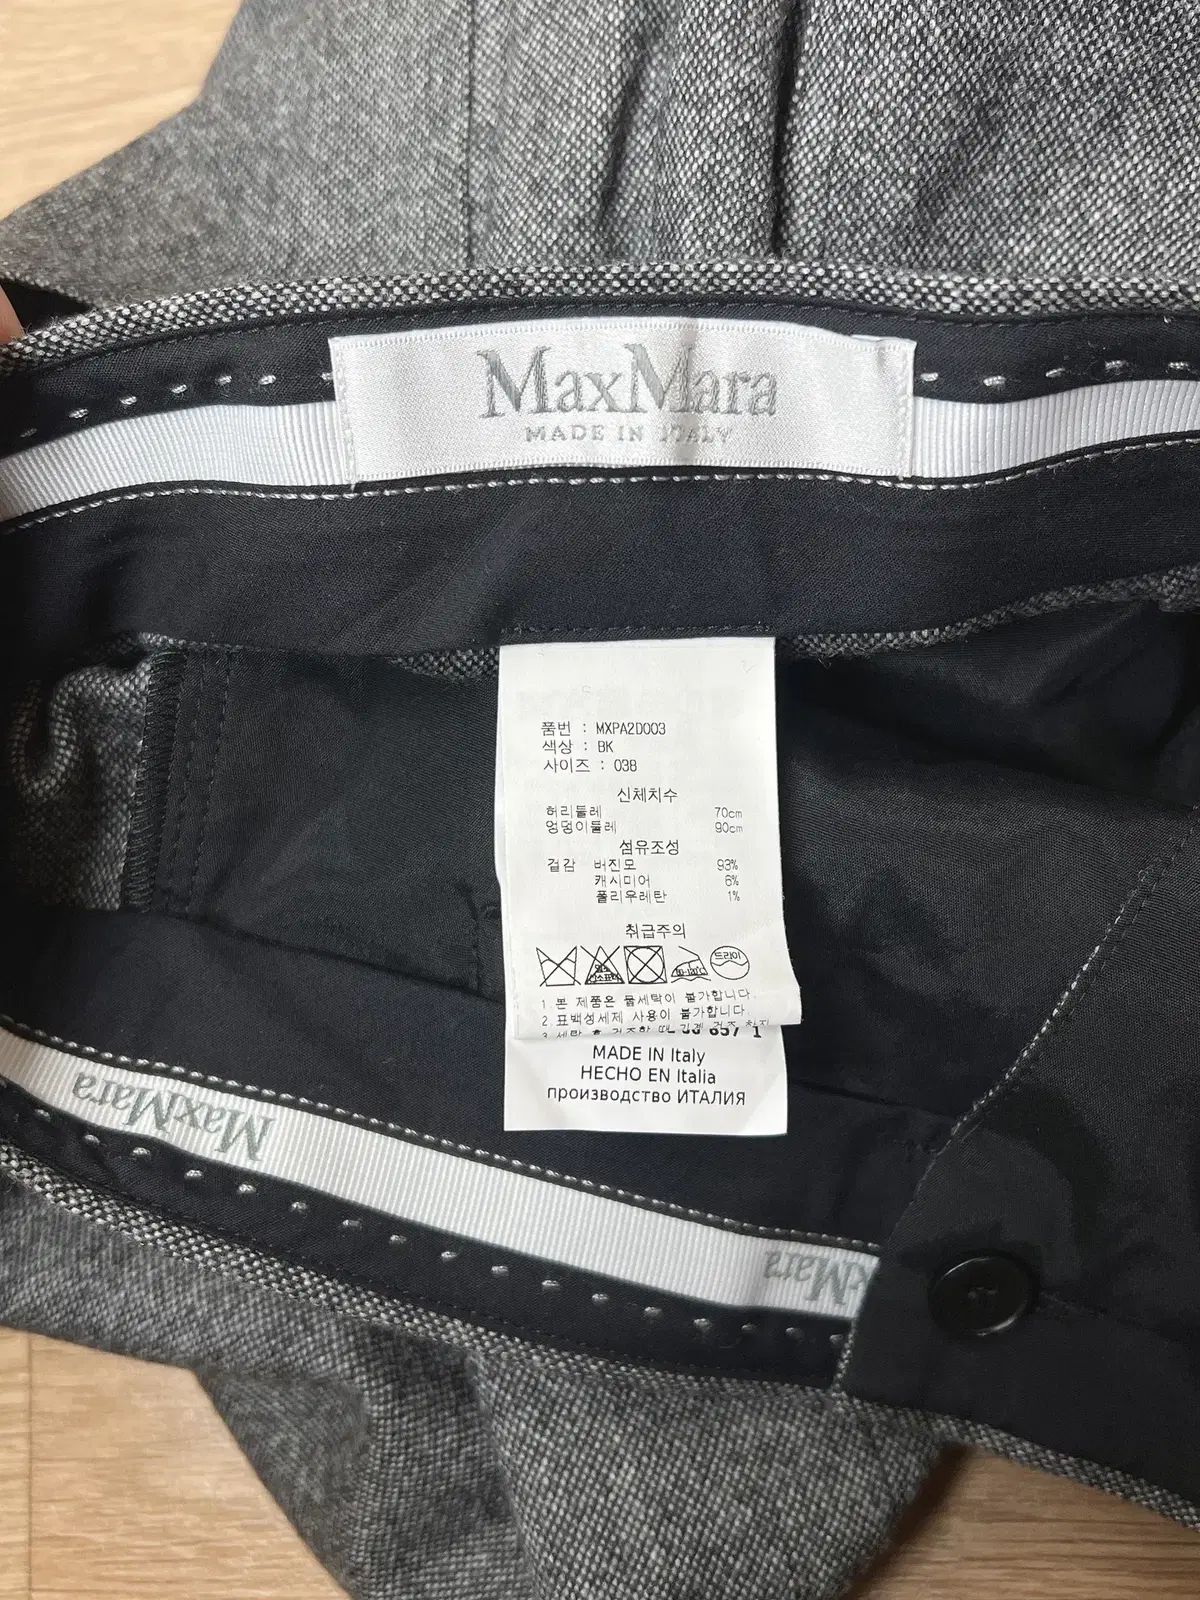 MaxMara
MADE IN ITALY
품번 : MXPA2D003
색상 : BK
사이즈 : 038
신체치수
허리둘레 70cm
엉덩이둘레 90cm
섬유조성
겉감 버진모 93%
캐시미어 6%
폴리우레탄 1%
취급주의
드라이
1.본 제품은 물세탁이 불가합니다.
2.표백성세제 사용이 불가합니다.
MADE IN Italy
HECHO EN Italia
производство ИТАЛИЯ
MaxMara